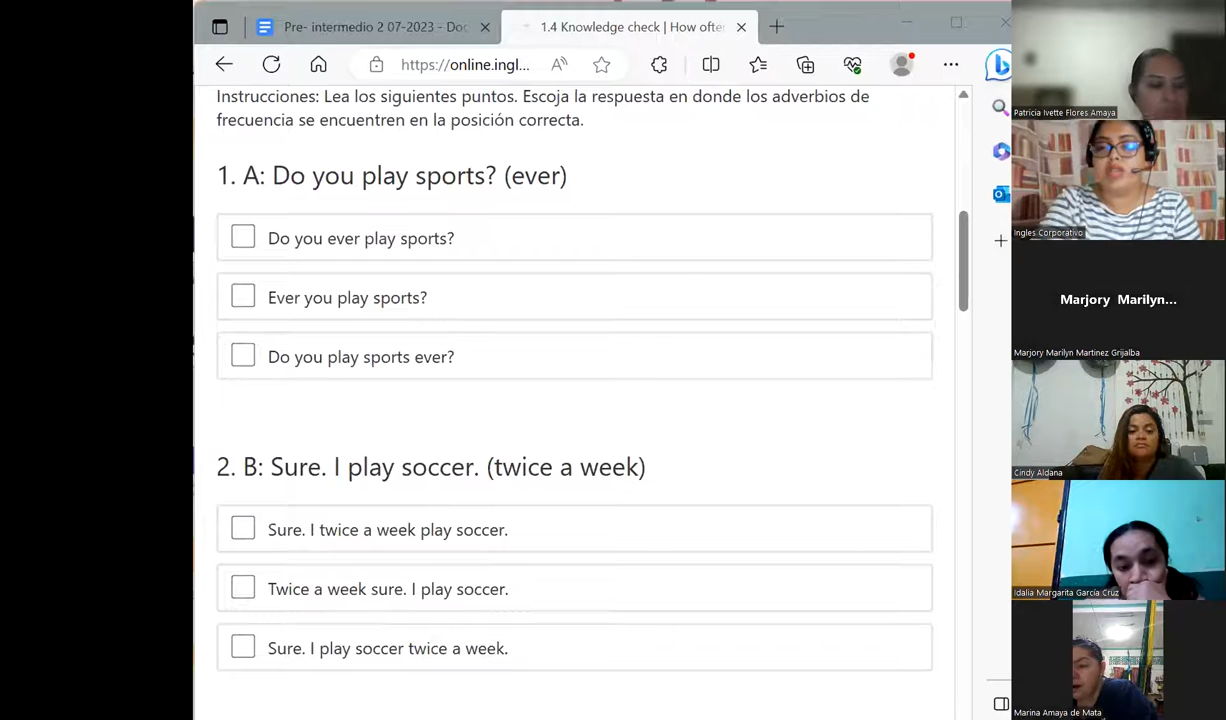 Pre- intermedio 2 07-2023 - Doc
1.4 Knowledge check | How ofte
https://online.ingl...
Instrucciones: Lea los siguientes puntos. Escoja la respuesta en donde los adverbios de
frecuencia se encuentren en la posición correcta.
1. A: Do you play sports? (ever)
Do you ever play sports?
Ever you play sports?
Do you play sports ever?
2. B: Sure. I play soccer. (twice a week)
Sure. I twice a week play soccer.
Twice a week sure. I play soccer.
Sure. I play soccer twice a week.
Patricia Ivette Flores Amaya
Ingles Corporativo
Marjory Marilyn...
Marjory Marilyn Martinez Grijalba
Cindy Aldana
Idalia Margarita García Cruz
Marina Amaya de Mata